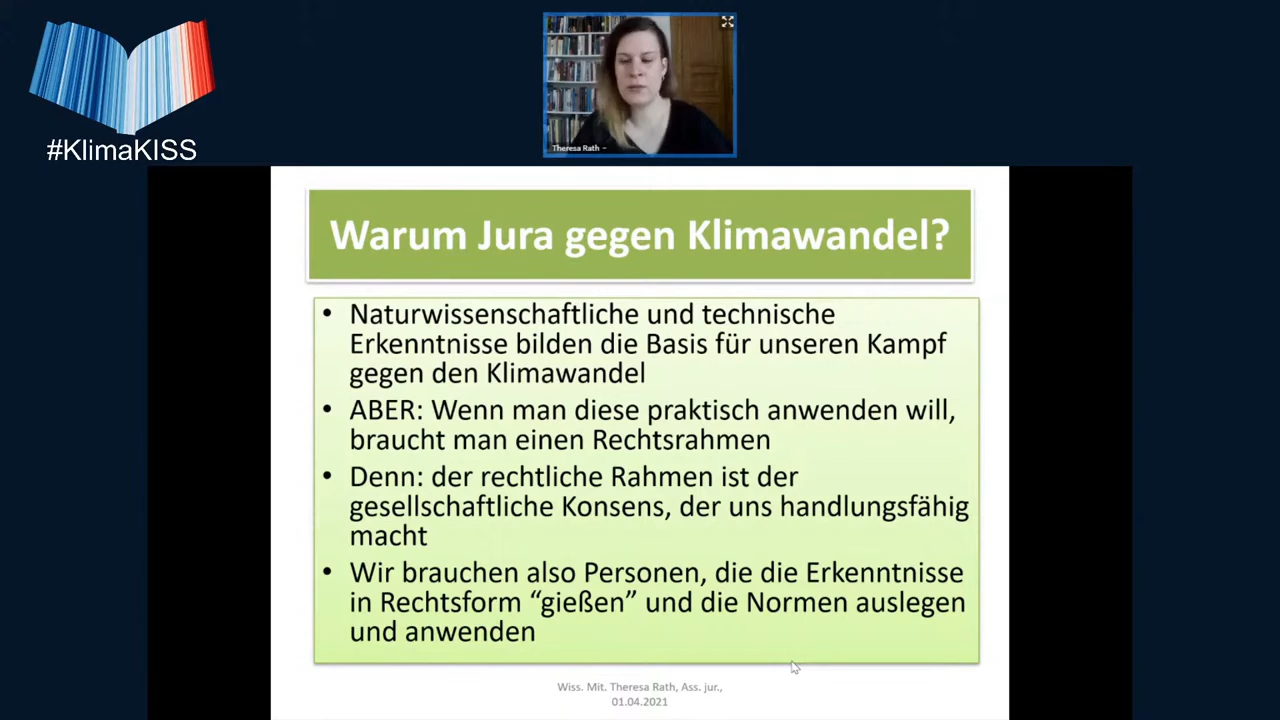 #KlimaKISS
Theresa Rath –
Warum Jura gegen Klimawandel?
• Naturwissenschaftliche und technische
Erkenntnisse bilden die Basis für unseren Kampf
gegen den Klimawandel
• ABER: Wenn man diese praktisch anwenden will,
braucht man einen Rechtsrahmen
• Denn: der rechtliche Rahmen ist der
gesellschaftliche Konsens, der uns handlungsfähig
macht
• Wir brauchen also Personen, die die Erkenntnisse
in Rechtsform “gießen” und die Normen auslegen
und anwenden
Wiss. Mit. Theresa Rath, Ass. jur.,
01.04.2021